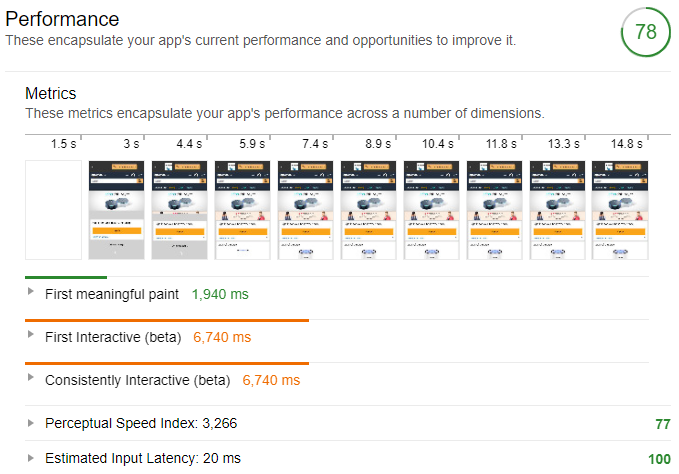 Performance
These encapsulate your app's current performance and opportunities to improve it.
78
Metrics
These metrics encapsulate your app's performance across a number of dimensions.
1.5 s 3 s 4.4 s 5.9 s 7.4 s 8.9 s 10.4 s 11.8 s 13.3 s 14.8 s
First meaningful paint 1,940 ms
First Interactive (beta) 6,740 ms
Consistently Interactive (beta) 6,740 ms
Perceptual Speed Index: 3,266 77
Estimated Input Latency: 20 ms 100